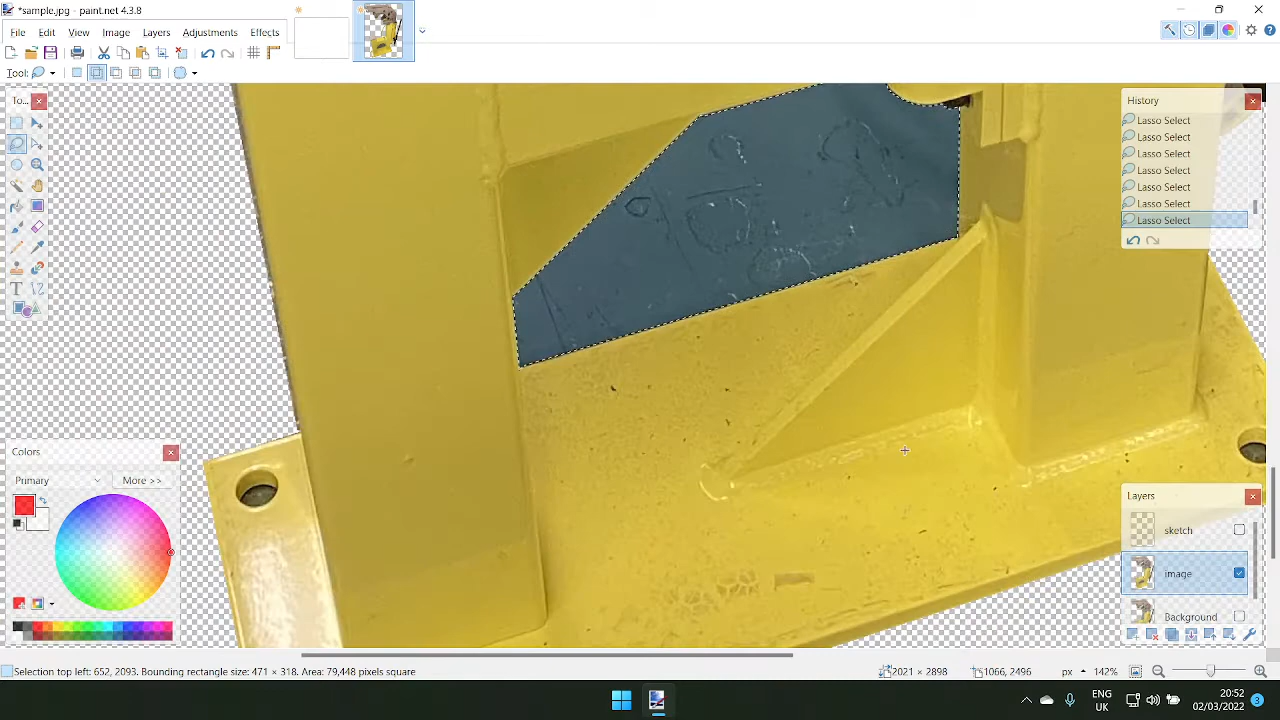 *sample.jpg - paint.net 4.3.8
File Edit View Image Layers Adjustments Effects
Tool:
To...
History
Lasso Select
Lasso Select
Lasso Select
Lasso Select
Lasso Select
Lasso Select
Lasso Select
Colors
Primary
More >>
Layers
sketch
image
Background
Selection top left: 652, 2093. Bounding rectangle size: 471 × 318. Area: 79,448 pixels square
2021 × 2898
1066, 2496
px
142%
ENG
UK
20:52
02/03/2022
3